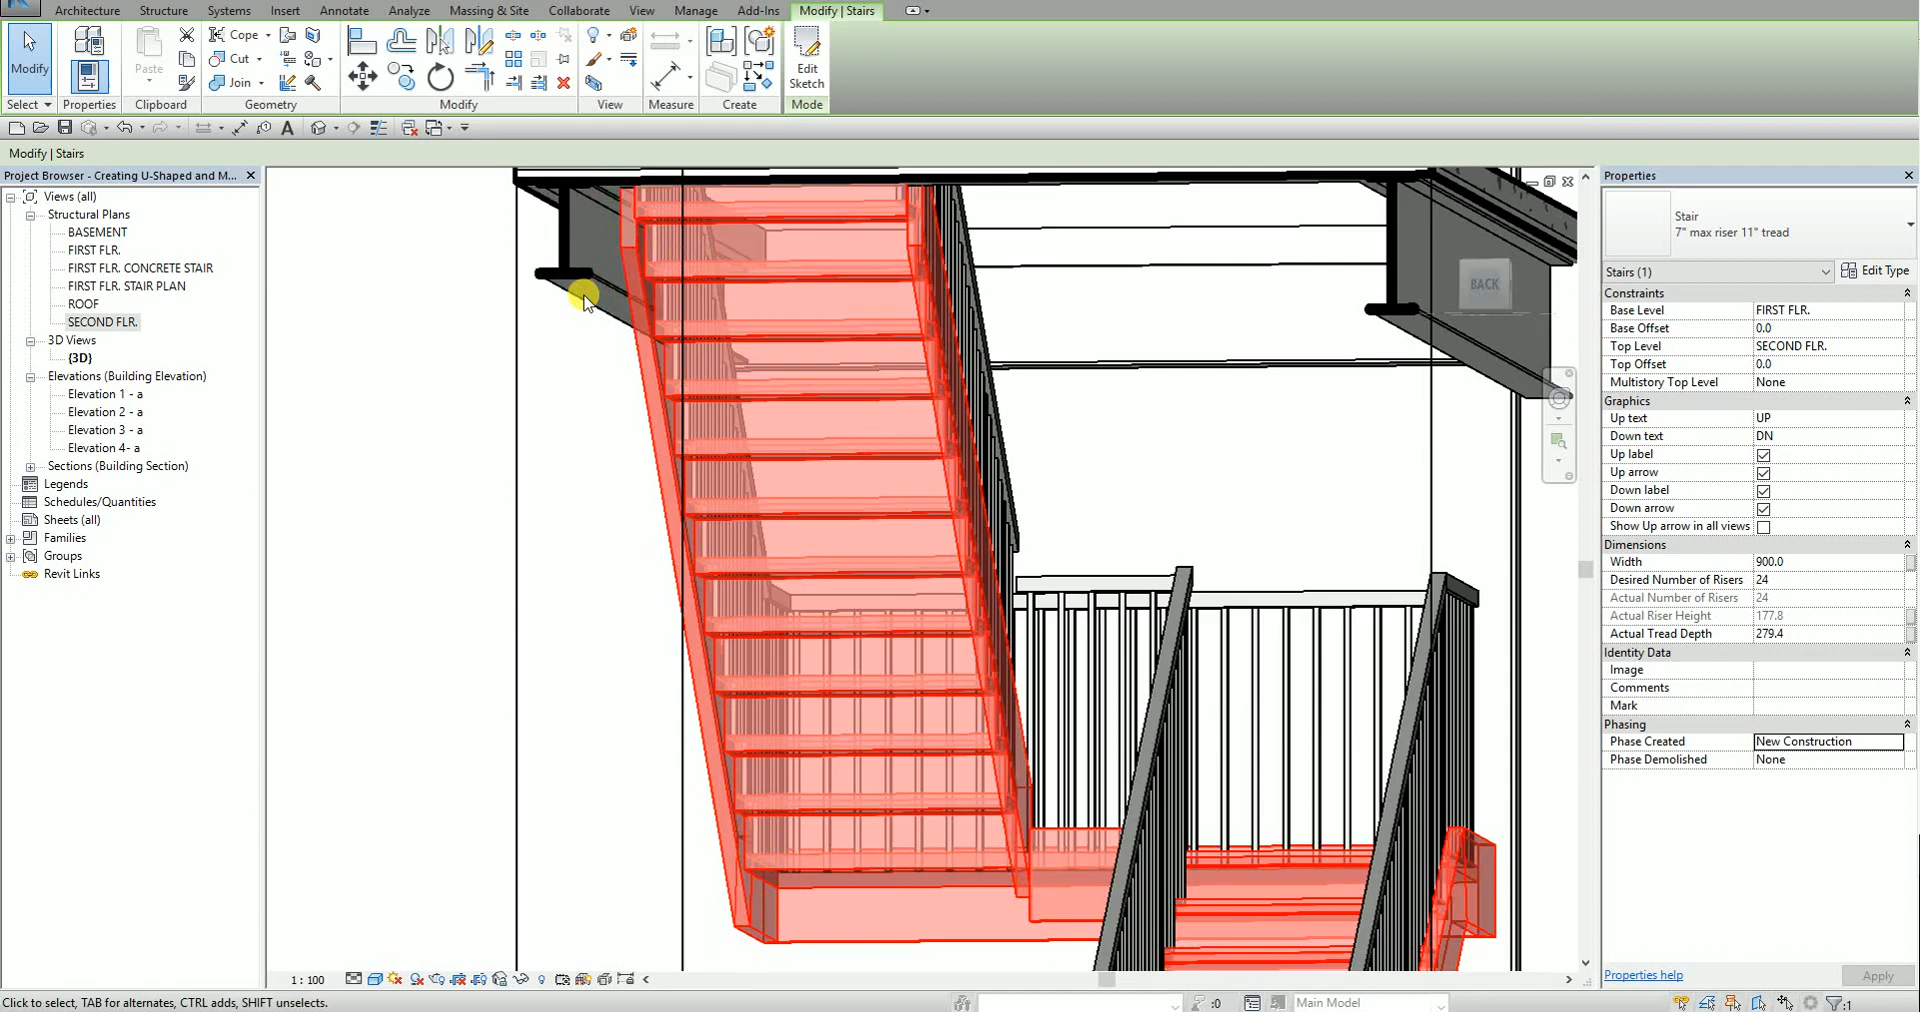 Architecture Structure Systems Insert Annotate Analyze Massing & Site Collaborate View Manage Add-Ins Modify | Stairs
Modify
Paste
Cope
Cut
Join
Edit
Sketch
Select Properties Clipboard Geometry Modify View Measure Create Mode
Modify | Stairs
Project Browser - Creating U-Shaped and M...
Views (all)
Structural Plans
BASEMENT
FIRST FLR.
FIRST FLR. CONCRETE STAIR
FIRST FLR. STAIR PLAN
ROOF
SECOND FLR.
3D Views
{3D}
Elevations (Building Elevation)
Elevation 1 - a
Elevation 2 - a
Elevation 3 - a
Elevation 4- a
Sections (Building Section)
Legends
Schedules/Quantities
Sheets (all)
Families
Groups
Revit Links
BACK
Properties
Stair
7" max riser 11" tread
Stairs (1) Edit Type
Constraints
Base Level FIRST FLR.
Base Offset 0.0
Top Level SECOND FLR.
Top Offset 0.0
Multistory Top Level None
Graphics
Up text UP
Down text DN
Up label
Up arrow
Down label
Down arrow
Show Up arrow in all views
Dimensions
Width 900.0
Desired Number of Risers 24
Actual Number of Risers 24
Actual Riser Height 177.8
Actual Tread Depth 279.4
Identity Data
Image
Comments
Mark
Phasing
Phase Created New Construction
Phase Demolished None
Properties help Apply
1 : 100
Click to select, TAB for alternates, CTRL adds, SHIFT unselects.
:0
Main Model
:1